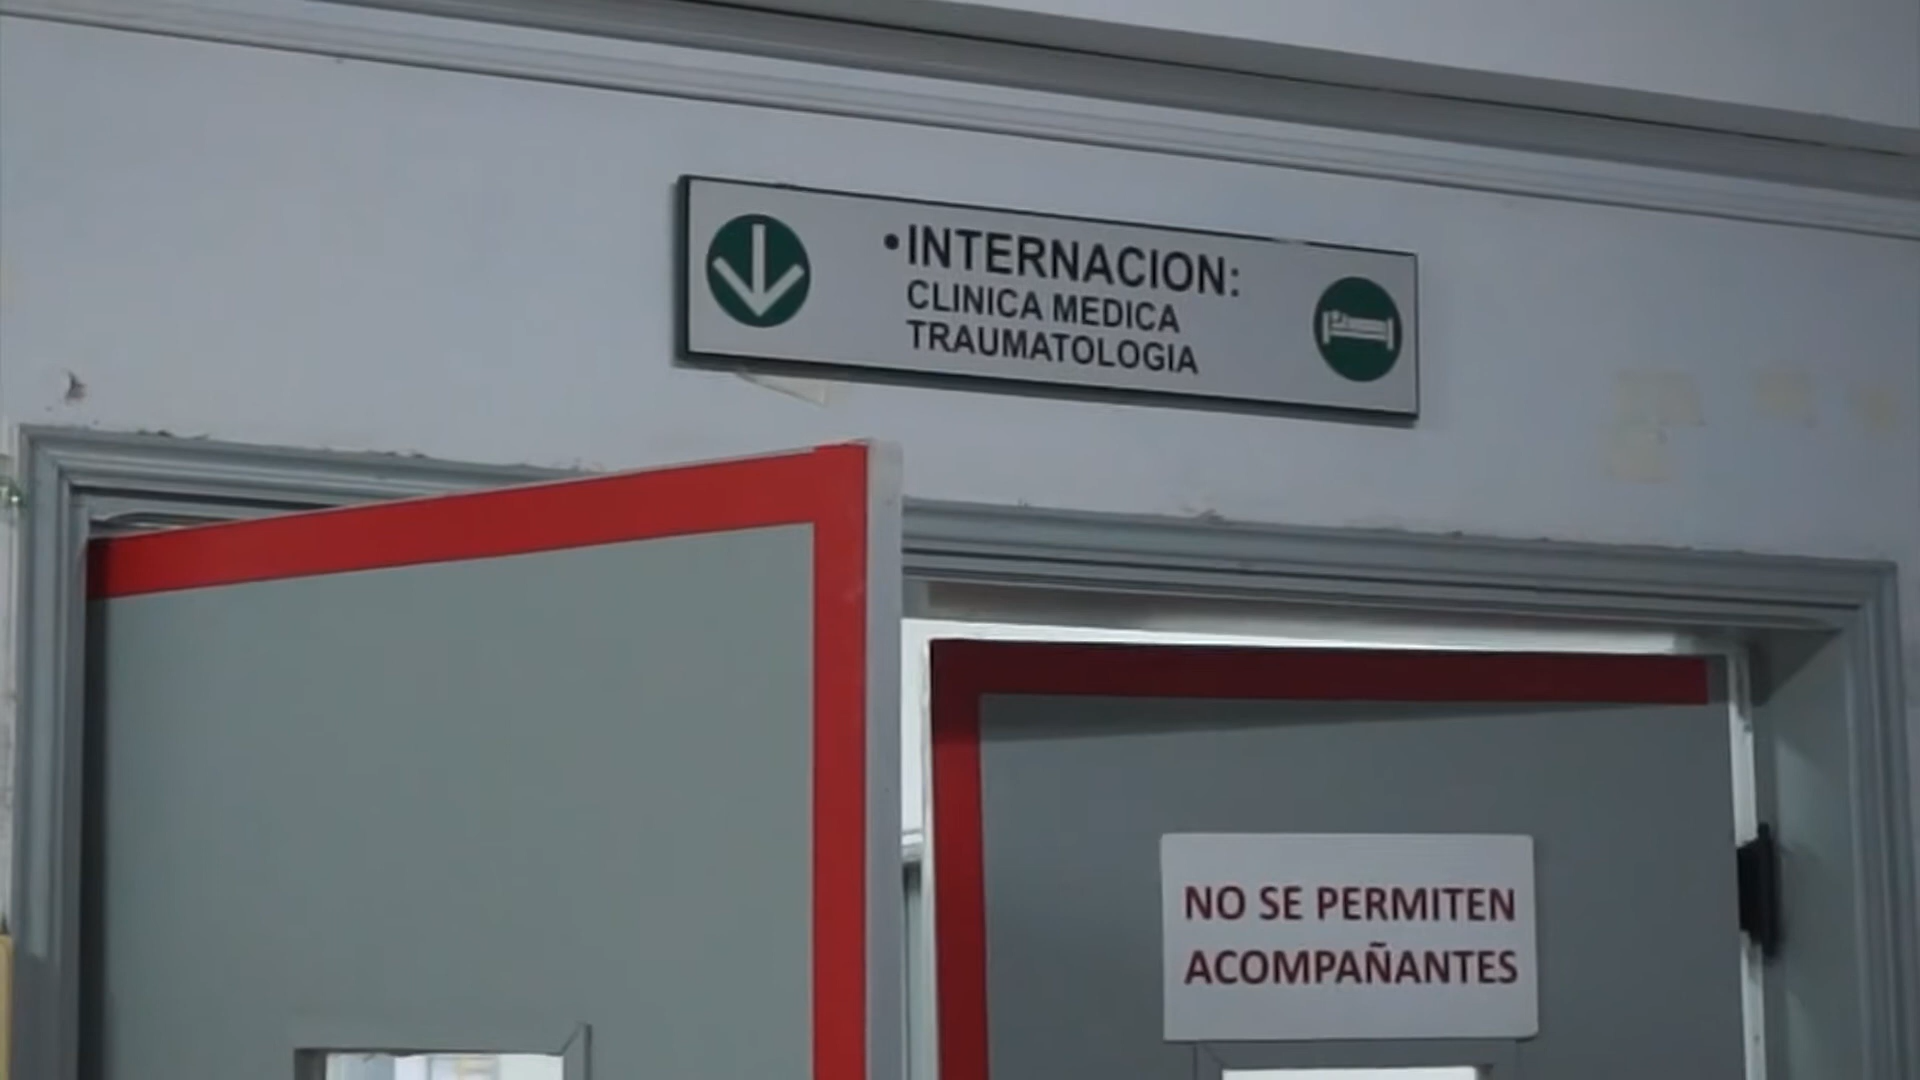 •INTERNACION:
CLINICA MEDICA
TRAUMATOLOGIA
NO SE PERMITEN
ACOMPAÑANTES